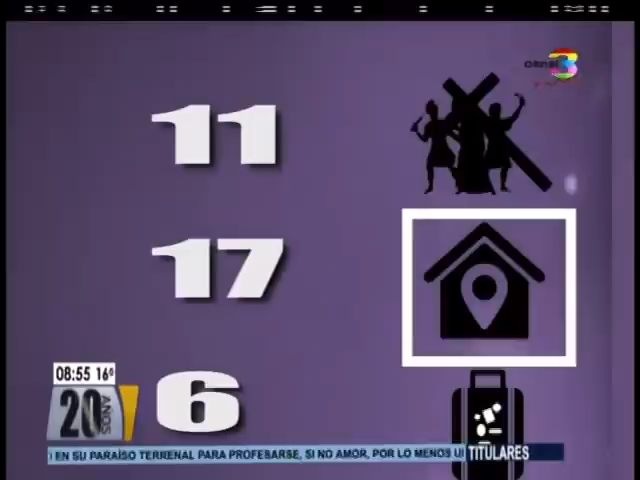 canal 3
11
17
08:55 16º
20 AÑOS
6
EN SU PARAÍSO TERRENAL PARA PROFESARSE, SI NO AMOR, POR LO MENOS
TITULARES